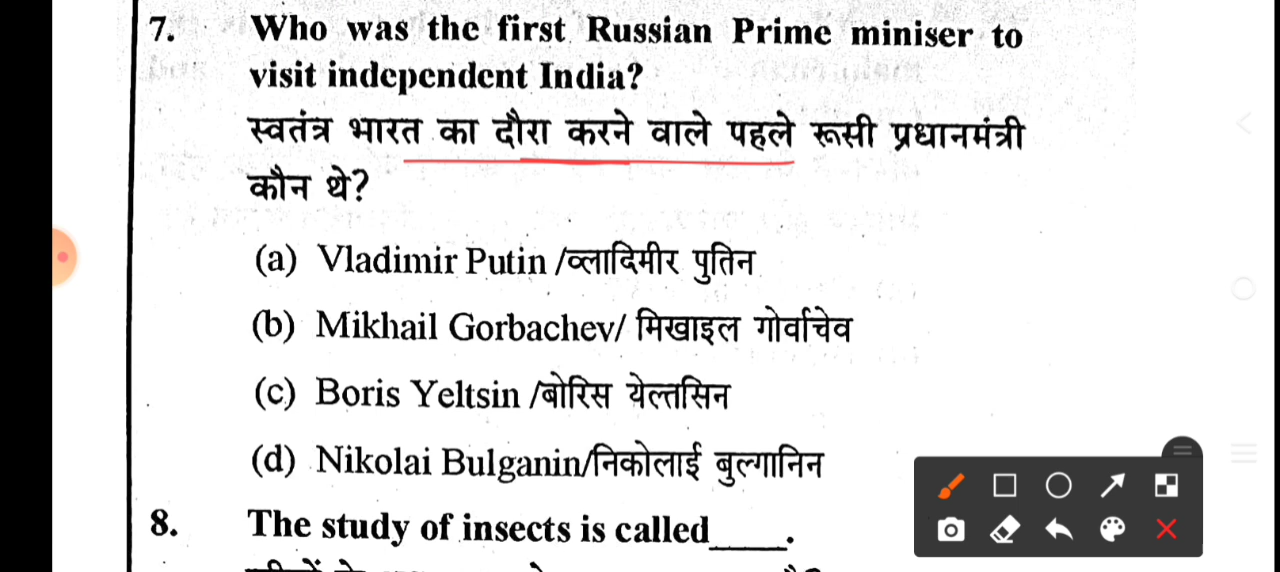 7. Who was the first Russian Prime miniser to
visit independent India?
स्वतंत्र भारत का दौरा करने वाले पहले रूसी प्रधानमंत्री
कौन थे?
(a) Vladimir Putin /व्लादिमीर पुतिन
(b) Mikhail Gorbachev/ मिखाइल गोर्वाचेव
(c) Boris Yeltsin /बोरिस येल्तसिन
(d) Nikolai Bulganin/निकोलाई बुल्गानिन
8. The study of insects is called____.